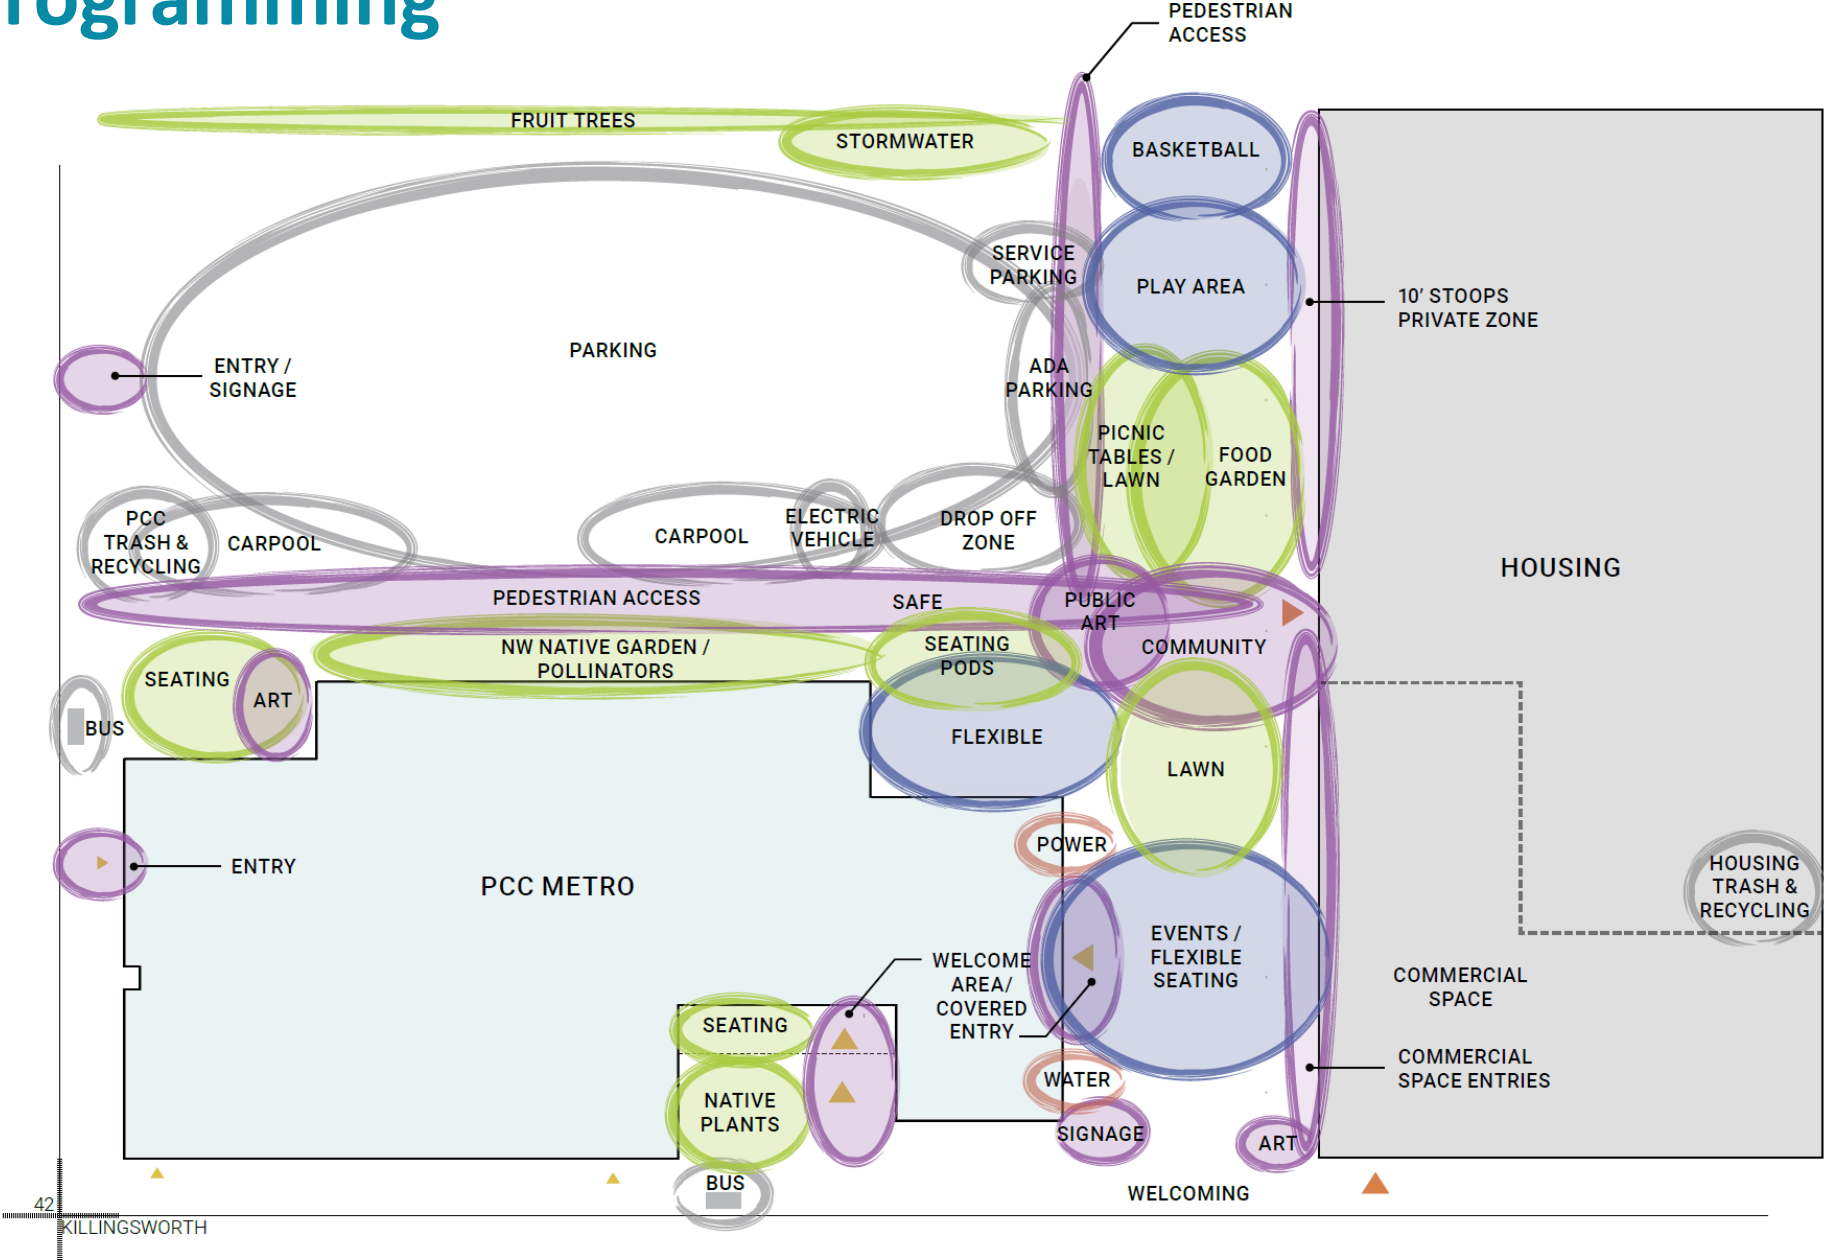 rogramming
PEDESTRIAN
ACCESS
FRUIT TREES
STORMWATER
BASKETBALL
SERVICE
PARKING
PLAY AREA
10' STOOPS
PRIVATE ZONE
PARKING
ENTRY /
SIGNAGE
ADA
PARKING
PICNIC
TABLES /
LAWN
FOOD
GARDEN
PCC
TRASH &
RECYCLING
CARPOOL
CARPOOL
ELECTRIC
VEHICLE
DROP OFF
ZONE
HOUSING
PEDESTRIAN ACCESS
SAFE
PUBLIC
ART
COMMUNITY
NW NATIVE GARDEN /
POLLINATORS
SEATING
PODS
SEATING
ART
BUS
FLEXIBLE
LAWN
POWER
ENTRY
PCC METRO
HOUSING
TRASH &
RECYCLING
EVENTS /
FLEXIBLE
SEATING
WELCOME
AREA/
COVERED
ENTRY
COMMERCIAL
SPACE
SEATING
NATIVE
PLANTS
WATER
COMMERCIAL
SPACE ENTRIES
SIGNAGE
ART
BUS
WELCOMING
42
KILLINGSWORTH